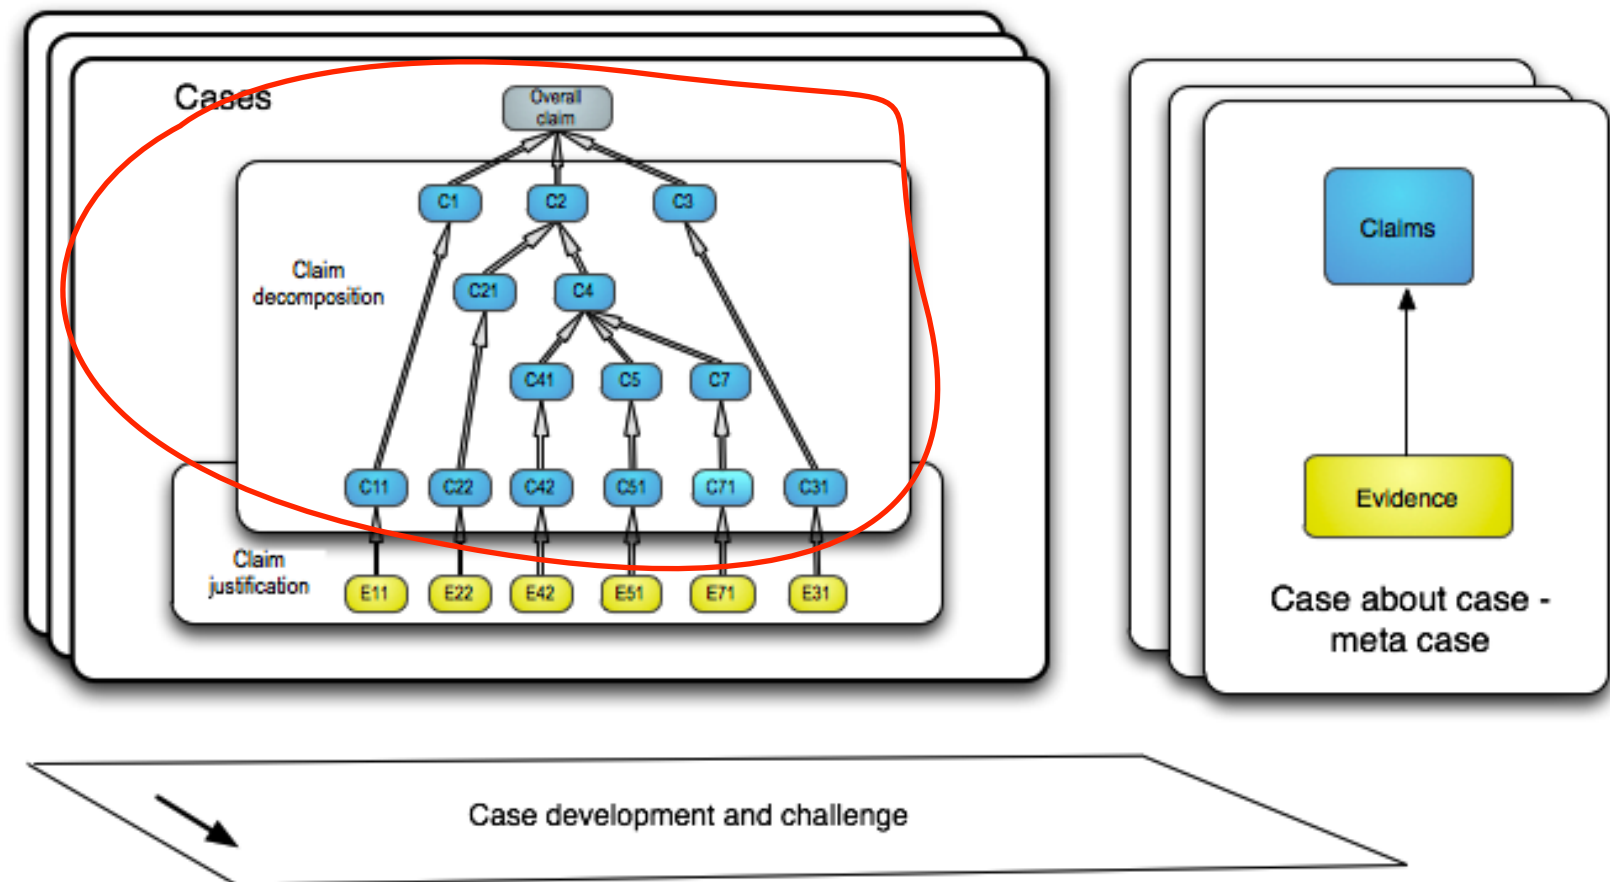 Cases
Overall
claim
C1
C2
C3
Claim
decomposition
C21
C4
C41
C5
C7
C11
C22
C42
C51
C71
C31
Claim
justification
E11
E22
E42
E51
E71
E31
Claims
Evidence
Case about case -
meta case
Case development and challenge